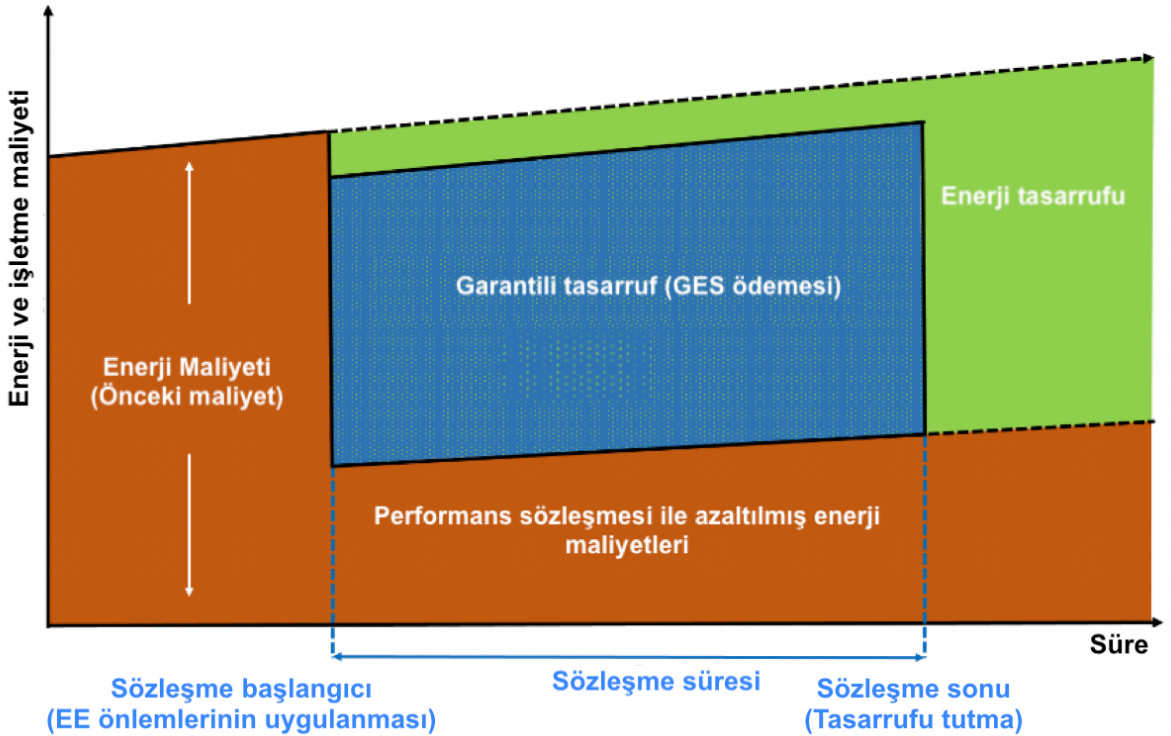 Enerji ve işletme maliyeti
Enerji tasarrufu
Garantili tasarruf (GES ödemesi)
Enerji Maliyeti
(Önceki maliyet)
Performans sözleşmesi ile azaltılmış enerji
maliyetleri
Süre
Sözleşme başlangıcı
(EE önlemlerinin uygulanması)
Sözleşme süresi
Sözleşme sonu
(Tasarrufu tutma)